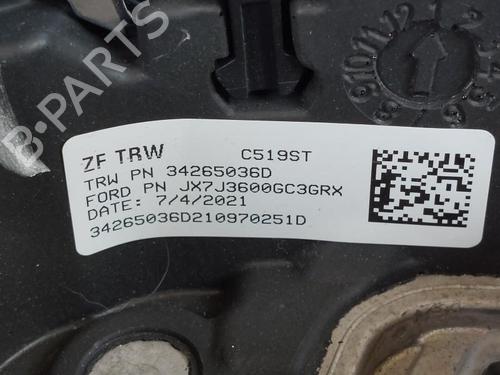 B-PARTS
ZF TRW C519ST
TRW PN 34265036D
FORD PN JX7J3600GC3GRX
DATE: 7/4/2021
34265036D210970251D